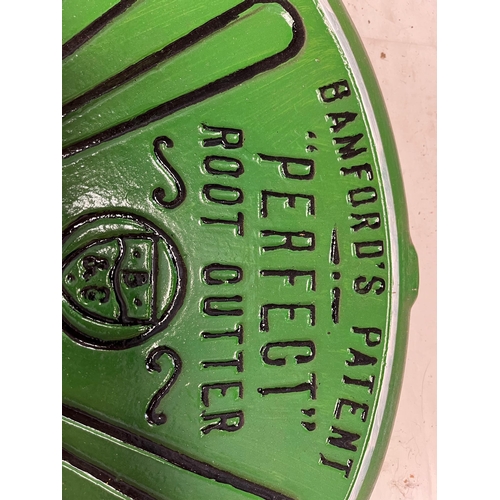 BAMFORD'S PATENT
"PERFECT"
ROOT CUTTER
B
& C